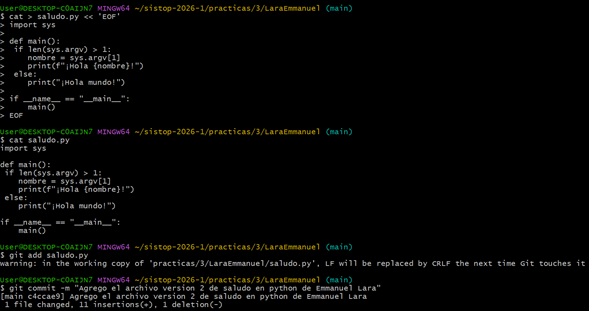 User@DESKTOP-COAIJN7 MINGW64 ~/sistop-2026-1/practicas/3/LaraEmmanuel (main)
$ cat > saludo.py << 'EOF'
> import sys
>
> def main():
>  if len(sys.argv) > 1:
>     nombre = sys.argv[1]
>     print(f"¡Hola {nombre}!")
>  else:
>     print("¡Hola mundo!")
>
> if __name__ == "__main__":
>     main()
> EOF

User@DESKTOP-COAIJN7 MINGW64 ~/sistop-2026-1/practicas/3/LaraEmmanuel (main)
$ cat saludo.py
import sys

def main():
 if len(sys.argv) > 1:
    nombre = sys.argv[1]
    print(f"¡Hola {nombre}!")
 else:
    print("¡Hola mundo!")

if __name__ == "__main__":
    main()

User@DESKTOP-COAIJN7 MINGW64 ~/sistop-2026-1/practicas/3/LaraEmmanuel (main)
$ git add saludo.py
warning: in the working copy of 'practicas/3/LaraEmmanuel/saludo.py', LF will be replaced by CRLF the next time Git touches it

User@DESKTOP-COAIJN7 MINGW64 ~/sistop-2026-1/practicas/3/LaraEmmanuel (main)
$ git commit -m "Agrego el archivo version 2 de saludo en python de Emmanuel Lara"
[main c4ccae9] Agrego el archivo version 2 de saludo en python de Emmanuel Lara
 1 file changed, 11 insertions(+), 1 deletion(-)